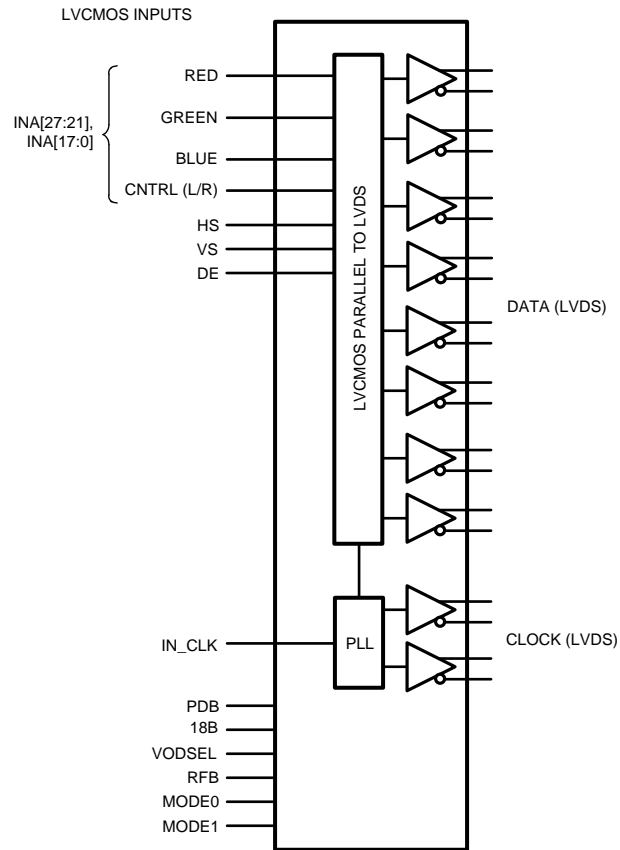 LVCMOS INPUTS
RED
GREEN
INA[27:21],
INA[17:0]
BLUE
CNTRL (L/R)
HS
VS
DE
LVCMOS PARALLEL TO LVDS
DATA (LVDS)
IN_CLK
PLL
CLOCK (LVDS)
PDB
18B
VODSEL
RFB
MODE0
MODE1